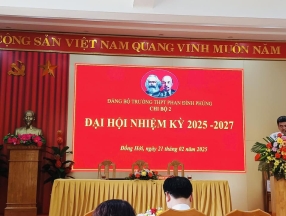 CỘNG SẢN VIỆT NAM QUANG VINH MUÔN NĂM
ĐẢNG BỘ TRƯỜNG THPT PHAN ĐÌNH PHÙNG
CHI BỘ 2
ĐẠI HỘI NHIỆM KỲ 2025 -2027
Đồng Hới, ngày 21 tháng 02 năm 2025